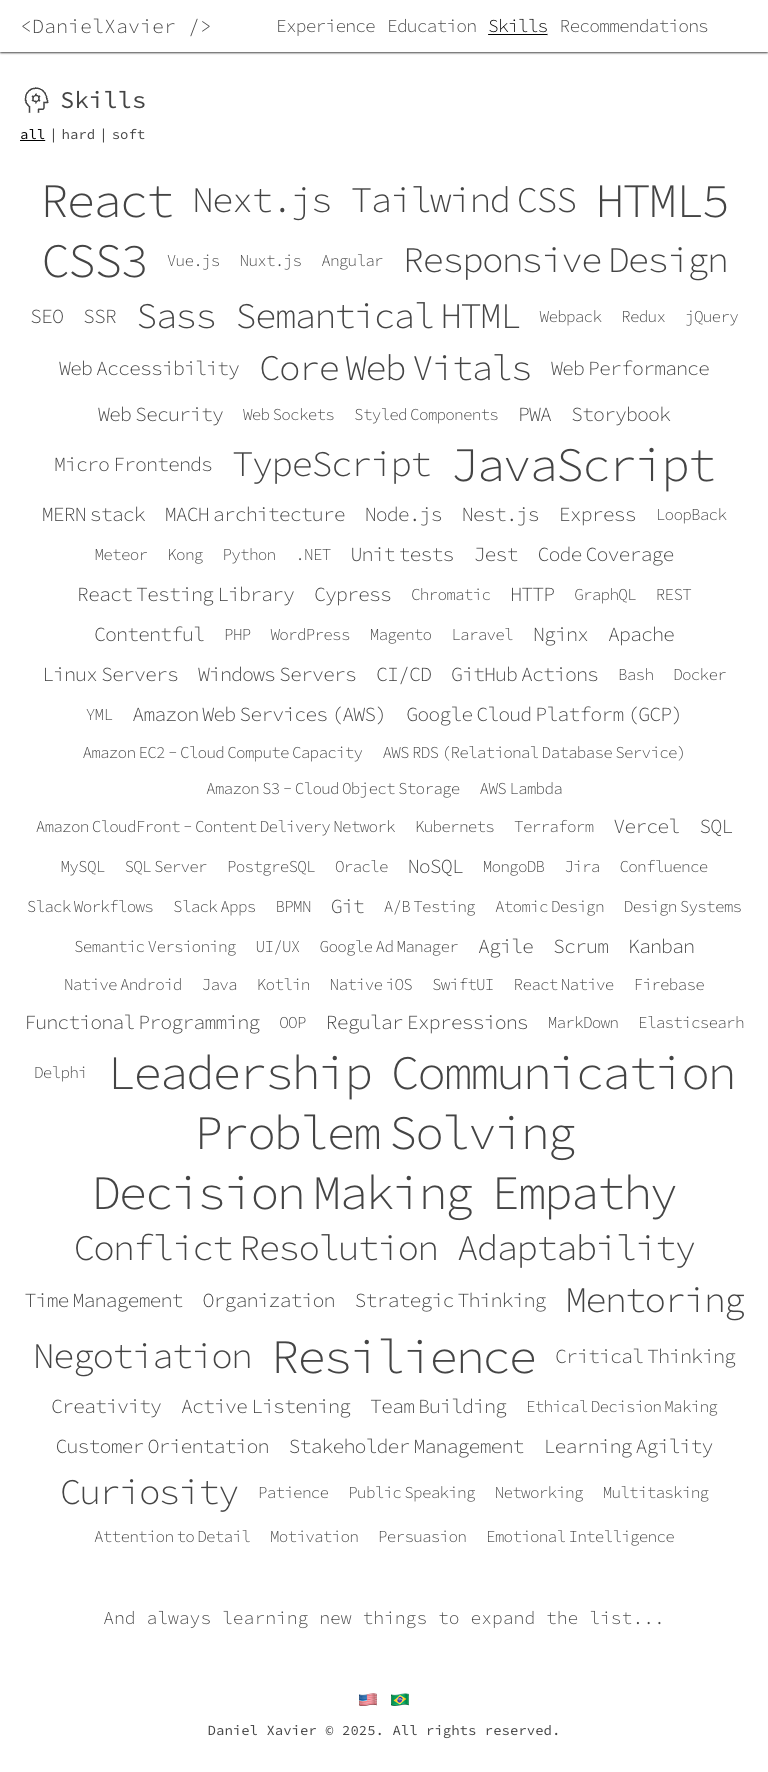 <DanielXavier /> Experience Education Skills Recommendations
Skills
all | hard | soft
React Next.js Tailwind CSS HTML5
CSS3 Vue.js Nuxt.js Angular Responsive Design
SEO SSR Sass Semantical HTML Webpack Redux jQuery
Web Accessibility Core Web Vitals Web Performance
Web Security Web Sockets Styled Components PWA Storybook
Micro Frontends TypeScript JavaScript
MERN stack MACH architecture Node.js Nest.js Express LoopBack
Meteor Kong Python .NET Unit tests Jest Code Coverage
React Testing Library Cypress Chromatic HTTP GraphQL REST
Contentful PHP WordPress Magento Laravel Nginx Apache
Linux Servers Windows Servers CI/CD GitHub Actions Bash Docker
YML Amazon Web Services (AWS) Google Cloud Platform (GCP)
Amazon EC2 - Cloud Compute Capacity AWS RDS (Relational Database Service)
Amazon S3 - Cloud Object Storage AWS Lambda
Amazon CloudFront - Content Delivery Network Kubernets Terraform Vercel SQL
MySQL SQL Server PostgreSQL Oracle NoSQL MongoDB Jira Confluence
Slack Workflows Slack Apps BPMN Git A/B Testing Atomic Design Design Systems
Semantic Versioning UI/UX Google Ad Manager Agile Scrum Kanban
Native Android Java Kotlin Native iOS SwiftUI React Native Firebase
Functional Programming OOP Regular Expressions MarkDown Elasticsearh
Delphi Leadership Communication
Problem Solving
Decision Making Empathy
Conflict Resolution Adaptability
Time Management Organization Strategic Thinking Mentoring
Negotiation Resilience Critical Thinking
Creativity Active Listening Team Building Ethical Decision Making
Customer Orientation Stakeholder Management Learning Agility
Curiosity Patience Public Speaking Networking Multitasking
Attention to Detail Motivation Persuasion Emotional Intelligence
And always learning new things to expand the list...
Daniel Xavier © 2025. All rights reserved.